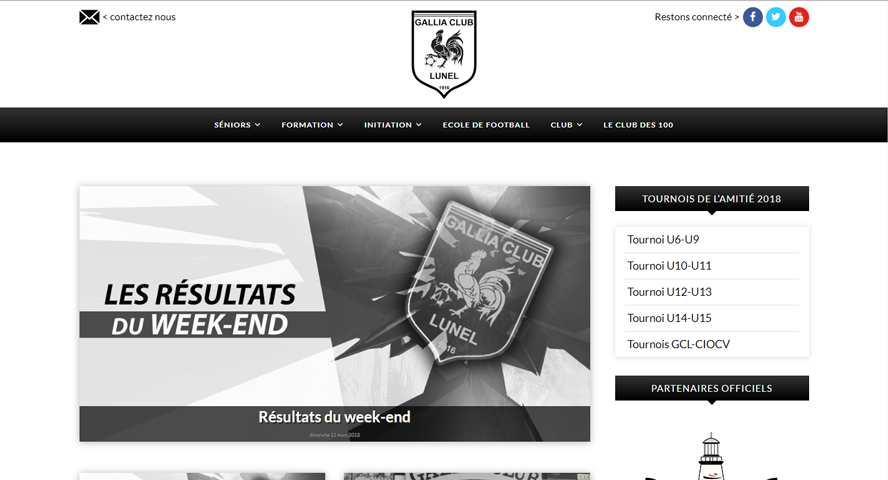 < contactez nous
GALLIA CLUB
LUNEL
1916
Restons connecté >
SÉNIORS
FORMATION
INITIATION
ECOLE DE FOOTBALL
CLUB
LE CLUB DES 100
LES RÉSULTATS
DU WEEK-END
GALLIA CLUB
LUNEL
1916
Résultats du week-end
dimanche 11 mars 2018
TOURNOIS DE L'AMITIÉ 2018
Tournoi U6-U9
Tournoi U10-U11
Tournoi U12-U13
Tournoi U14-U15
Tournois GCL-CIOCV
PARTENAIRES OFFICIELS
GALLIA CLUB